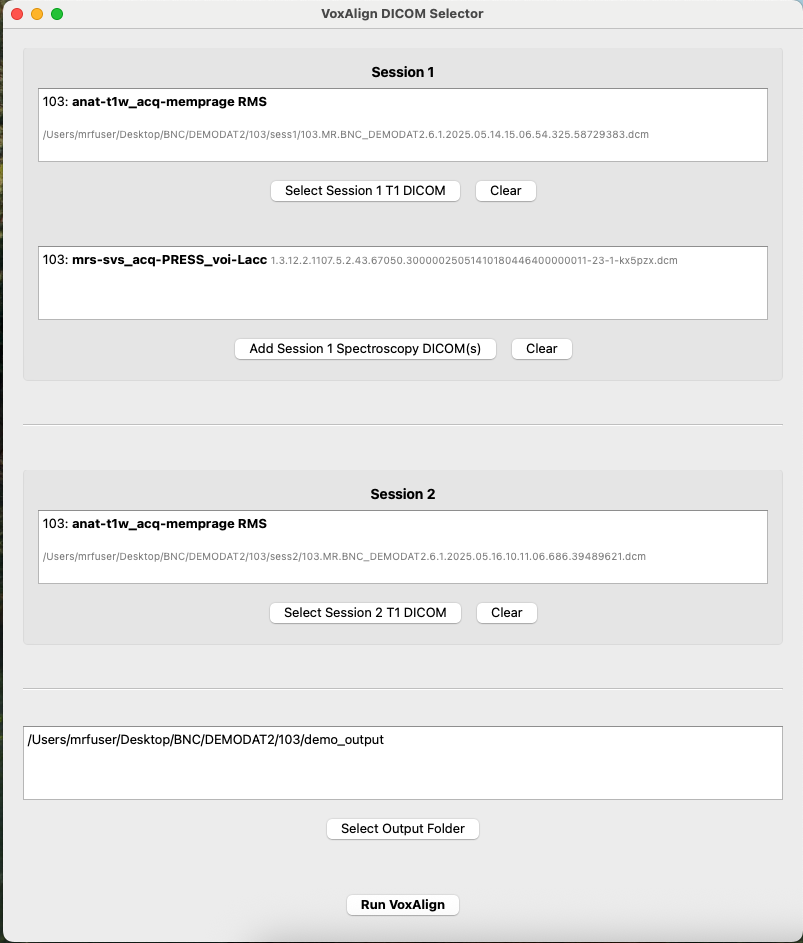 VoxAlign DICOM Selector
Session 1
103: anat-t1w_acq-memprage RMS
/Users/mrfuser/Desktop/BNC/DEMODAT2/103/sess1/103.MR.BNC_DEMODAT2.6.1.2025.05.14.15.06.54.325.58729383.dcm
Select Session 1 T1 DICOM Clear
103: mrs-svs_acq-PRESS_voi-Lacc 1.3.12.2.1107.5.2.43.67050.30000025051410180446400000011-23-1-kx5pzx.dcm
Add Session 1 Spectroscopy DICOM(s) Clear
Session 2
103: anat-t1w_acq-memprage RMS
/Users/mrfuser/Desktop/BNC/DEMODAT2/103/sess2/103.MR.BNC_DEMODAT2.6.1.2025.05.16.10.11.06.686.39489621.dcm
Select Session 2 T1 DICOM Clear
/Users/mrfuser/Desktop/BNC/DEMODAT2/103/demo_output
Select Output Folder
Run VoxAlign